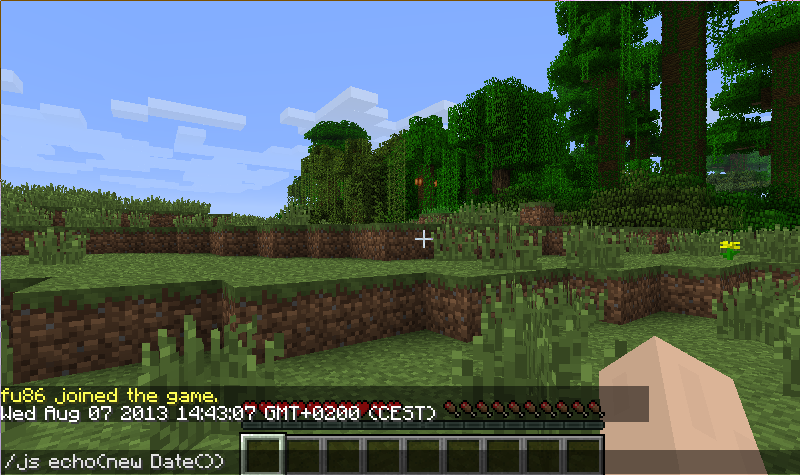 fu86 joined the game.
Wed Aug 07 2013 14:43:07 GMT+0200 (CEST)
/js echo(new Date())